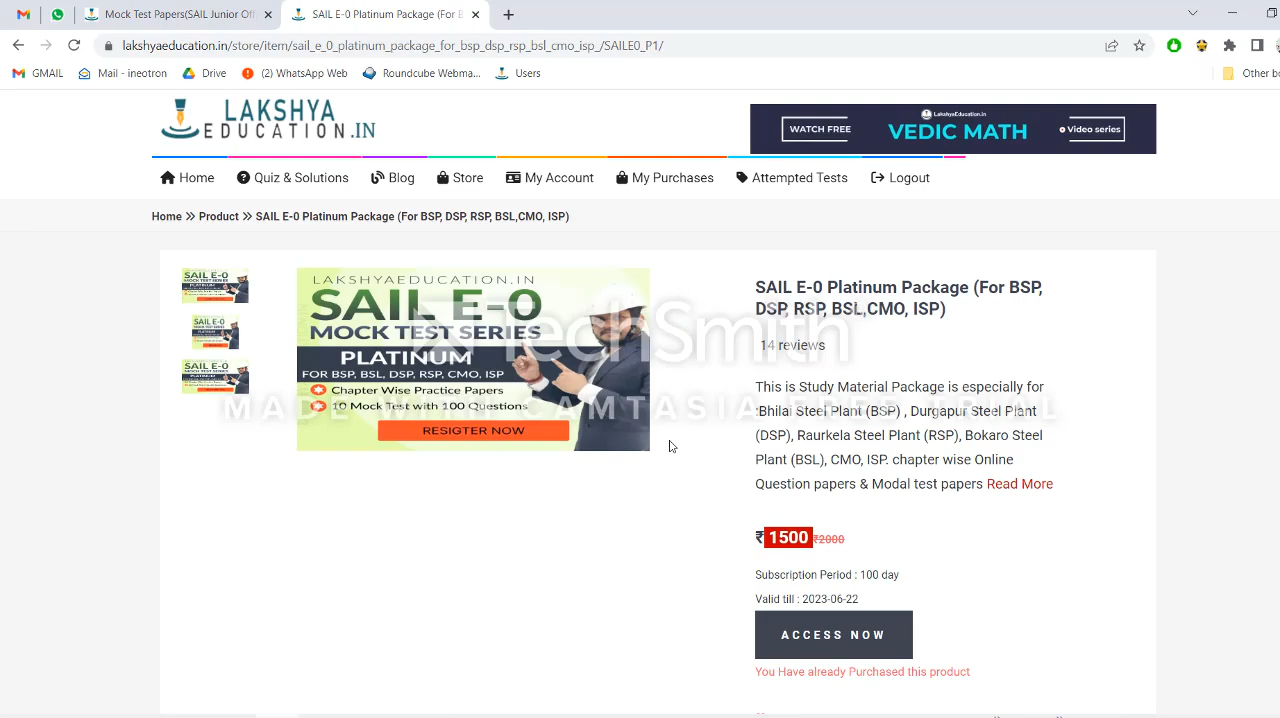 Mock Test Papers(SAIL Junior Off
SAIL E-0 Platinum Package (For B
lakshyaeducation.in/store/item/sail_e_0_platinum_package_for_bsp_dsp_rsp_bsl_cmo_isp_/SAILE0_P1/
GMAIL
Mail - ineotron
Drive
(2) WhatsApp Web
Roundcube Webma...
Users
Other bo
LAKSHYA
EDUCATION.IN
WATCH FREE
LakshyaEducation.in
VEDIC MATH
Video series
Home
Quiz & Solutions
Blog
Store
My Account
My Purchases
Attempted Tests
Logout
Home » Product » SAIL E-0 Platinum Package (For BSP, DSP, RSP, BSL,CMO, ISP)
LAKSHYAEDUCATION.IN
SAIL E-0
MOCK TEST SERIES
PLATINUM
FOR BSP, BSL, DSP, RSP, CMO, ISP
Chapter Wise Practice Papers
10 Mock Test with 100 Questions
RESIGTER NOW
TechSmith
MADE WITH CAMTASIA FREE TRIAL
SAIL E-0 Platinum Package (For BSP,
DSP, RSP, BSL,CMO, ISP)
14 reviews
This is Study Material Package is especially for
:Bhilai Steel Plant (BSP) , Durgapur Steel Plant
(DSP), Raurkela Steel Plant (RSP), Bokaro Steel
Plant (BSL), CMO, ISP. chapter wise Online
Question papers & Modal test papers Read More
₹ 1500 ₹2000
Subscription Period : 100 day
Valid till : 2023-06-22
ACCESS NOW
You Have already Purchased this product